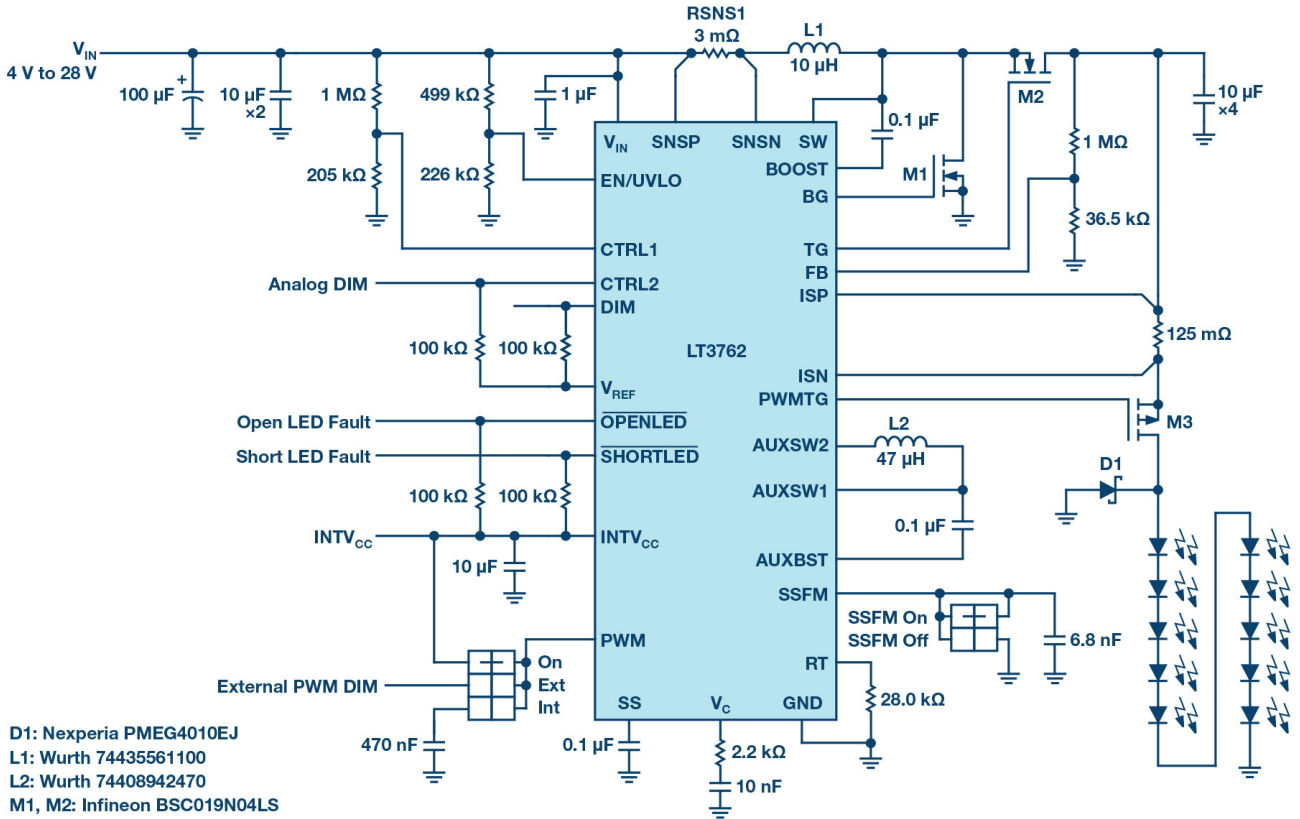 V_IN
4 V to 28 V
100 µF
+
10 µF
×2
1 MΩ
205 kΩ
499 kΩ
226 kΩ
1 µF
RSNS1
3 mΩ
L1
10 µH
0.1 µF
M1
M2
1 MΩ
36.5 kΩ
10 µF
×4
V_IN
SNSP
SNSN
SW
BOOST
BG
EN/UVLO
CTRL1
TG
FB
ISP
Analog DIM
CTRL2
DIM
100 kΩ
100 kΩ
V_REF
LT3762
125 mΩ
ISN
PWMTG
M3
Open LED Fault
OPENLED
Short LED Fault
SHORTLED
100 kΩ
100 kΩ
AUXSW2
L2
47 µH
AUXSW1
0.1 µF
AUXBST
D1
INTV_CC
INTV_CC
10 µF
SSFM
SSFM On
SSFM Off
6.8 nF
PWM
On
Ext
Int
External PWM DIM
470 nF
RT
28.0 kΩ
SS
V_C
GND
0.1 µF
2.2 kΩ
10 nF
D1: Nexperia PMEG4010EJ
L1: Wurth 74435561100
L2: Wurth 74408942470
M1, M2: Infineon BSC019N04LS